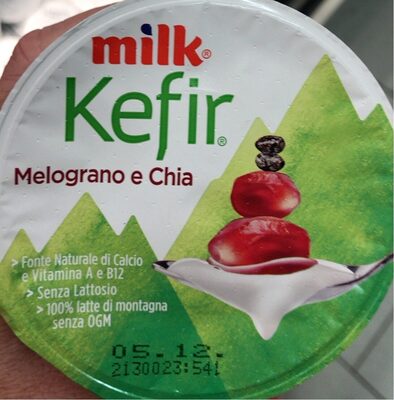 milk®
Kefir®
Melograno e Chia
> Fonte Naturale di Calcio
e Vitamina A e B12
> Senza Lattosio
> 100% latte di montagna
senza OGM
05.12.
2130023:541